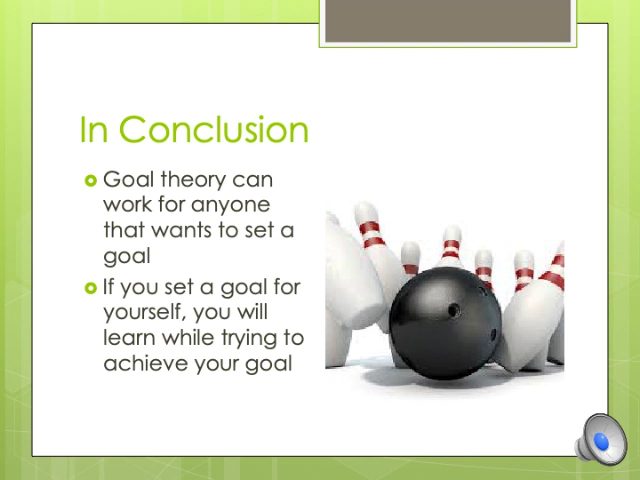 In Conclusion
Goal theory can
work for anyone
that wants to set a
goal
If you set a goal for
yourself, you will
learn while trying to
achieve your goal